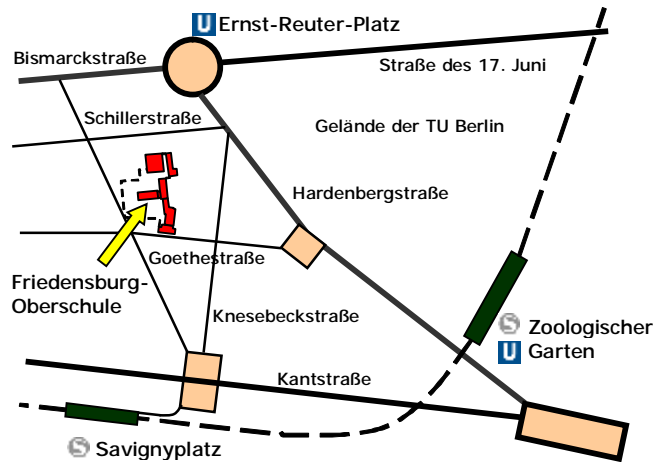 U Ernst-Reuter-Platz
Bismarckstraße
Straße des 17. Juni
Schillerstraße
Gelände der TU Berlin
Hardenbergstraße
Goethestraße
Friedensburg-
Oberschule
Knesebeckstraße
S Zoologischer
U Garten
Kantstraße
S Savignyplatz